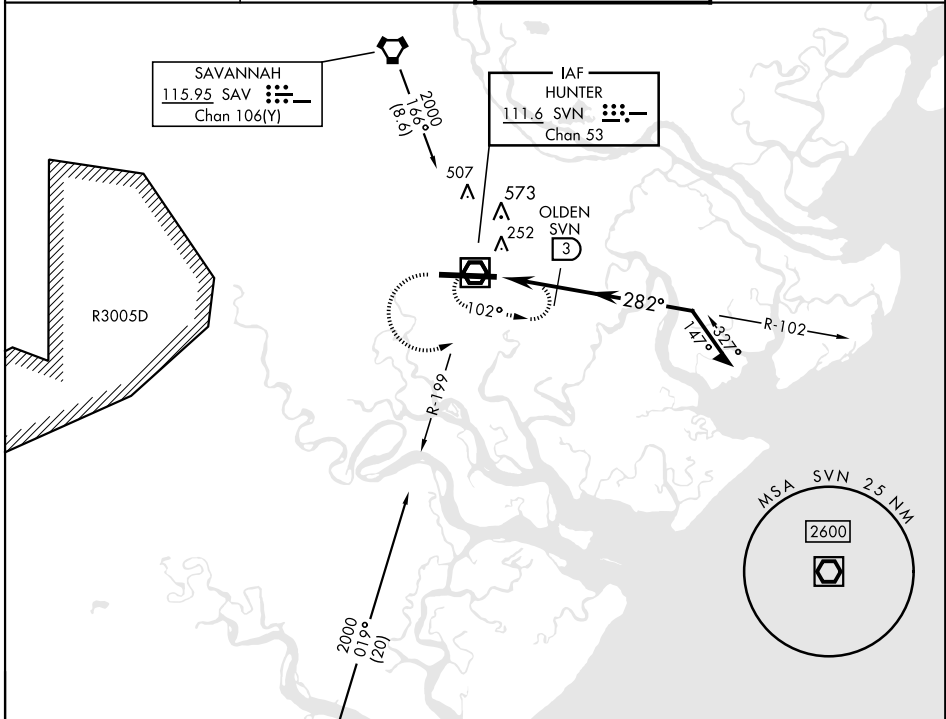 SAVANNAH
115.95 SAV
Chan 106(Y)
2000
166°
(8.6)
IAF
HUNTER
111.6 SVN
Chan 53
507
573
252
OLDEN
SVN
3
R3005D
102°
282°
R-102
327°
147°
R-199
MSA SVN 25 NM
2600
2000
019°
(20)